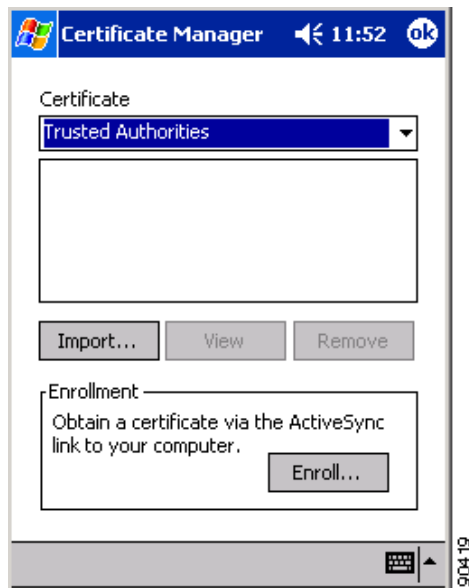 Certificate Manager 11:52 ok
Certificate
Trusted Authorities
Import... View Remove
Enrollment
Obtain a certificate via the ActiveSync
link to your computer.
Enroll...
90419